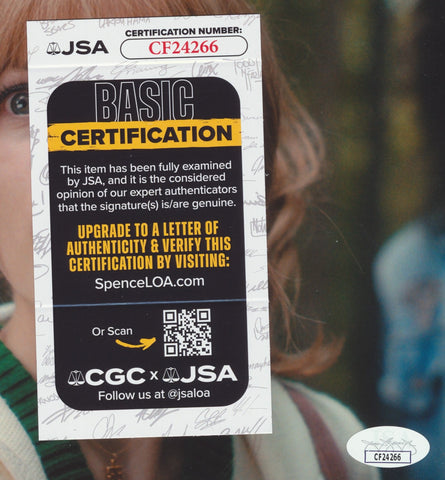 JSA
CERTIFICATION NUMBER:
CF24266
BASIC
CERTIFICATION
This item has been fully examined
by JSA, and it is the considered
opinion of our expert authenticators
that the signature(s) is/are genuine.
UPGRADE TO A LETTER OF
AUTHENTICITY & VERIFY THIS
CERTIFICATION BY VISITING:
SpenceLOA.com
Or Scan
CGC x JSA
Follow us at @jsaloa
CF24266